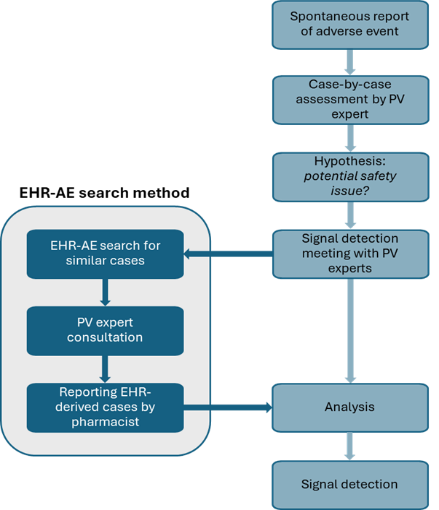 Spontaneous report
of adverse event
Case-by-case
assessment by PV
expert
Hypothesis:
potential safety
issue?
EHR-AE search method
Signal detection
meeting with PV
experts
EHR-AE search for
similar cases
PV expert
consultation
Reporting EHR-
derived cases by
pharmacist
Analysis
Signal detection